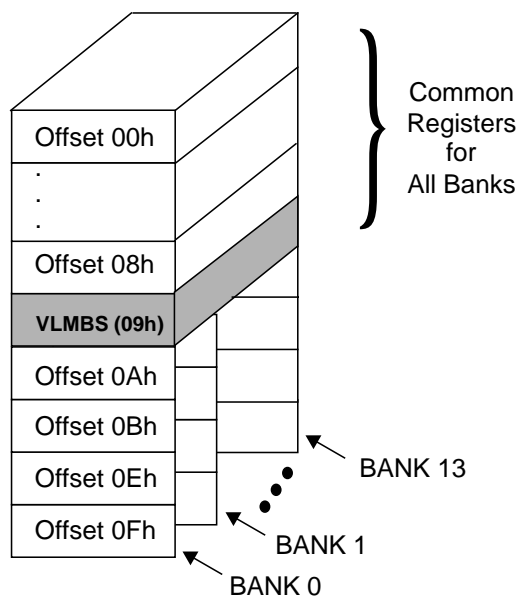 Offset 00h
.
.
.
Offset 08h
VLMBS (09h)
Offset 0Ah
Offset 0Bh
Offset 0Eh
Offset 0Fh
Common
Registers
for
All Banks
BANK 13
BANK 1
BANK 0